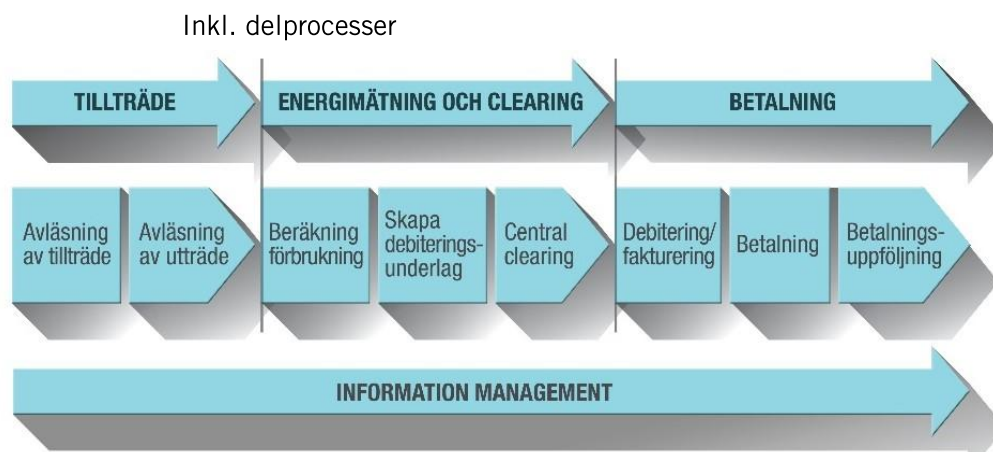 Inkl. delprocesser
TILLTRÄDE
ENERGIMÄTNING OCH CLEARING
BETALNING
Avläsning
av tillträde
Avläsning
av utträde
Beräkning
förbrukning
Skapa
debiterings-
underlag
Central
clearing
Debitering/
fakturering
Betalning
Betalnings-
uppföljning
INFORMATION MANAGEMENT